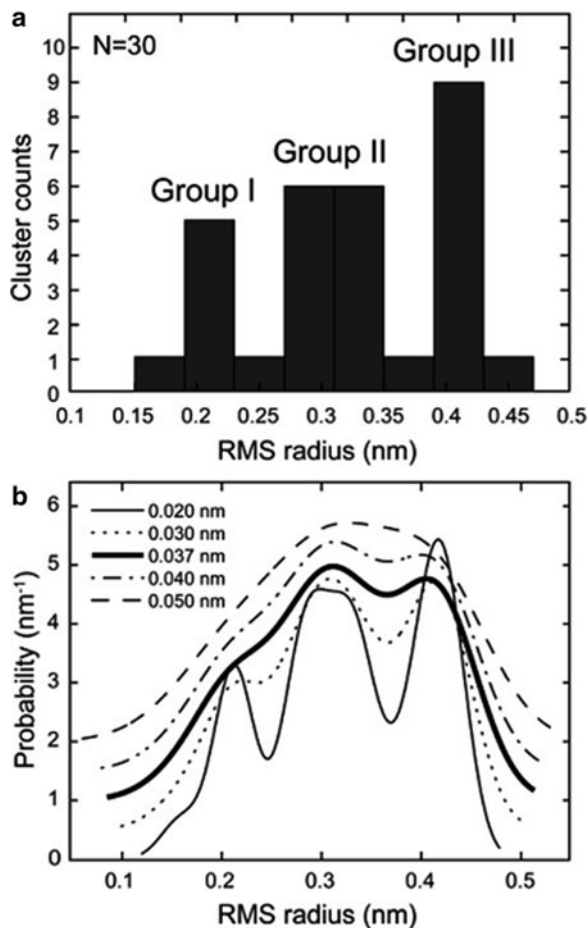 a
N=30
Group I
Group II
Group III
Cluster counts
10
9
8
7
6
5
4
3
2
1
0
0.1 0.15 0.2 0.25 0.3 0.35 0.4 0.45 0.5
RMS radius (nm)
b
0.020 nm
0.030 nm
0.037 nm
0.040 nm
0.050 nm
Probability (nm-1)
6
5
4
3
2
1
0
0.1 0.2 0.3 0.4 0.5
RMS radius (nm)